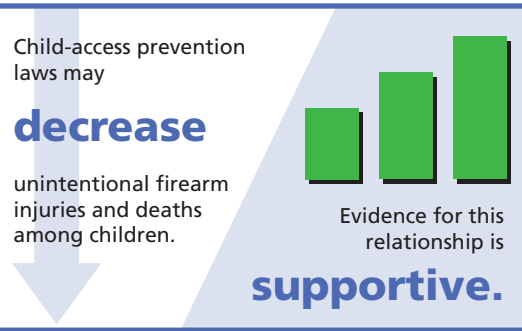 Child-access prevention
laws may
decrease
unintentional firearm
injuries and deaths
among children.
Evidence for this
relationship is
supportive.